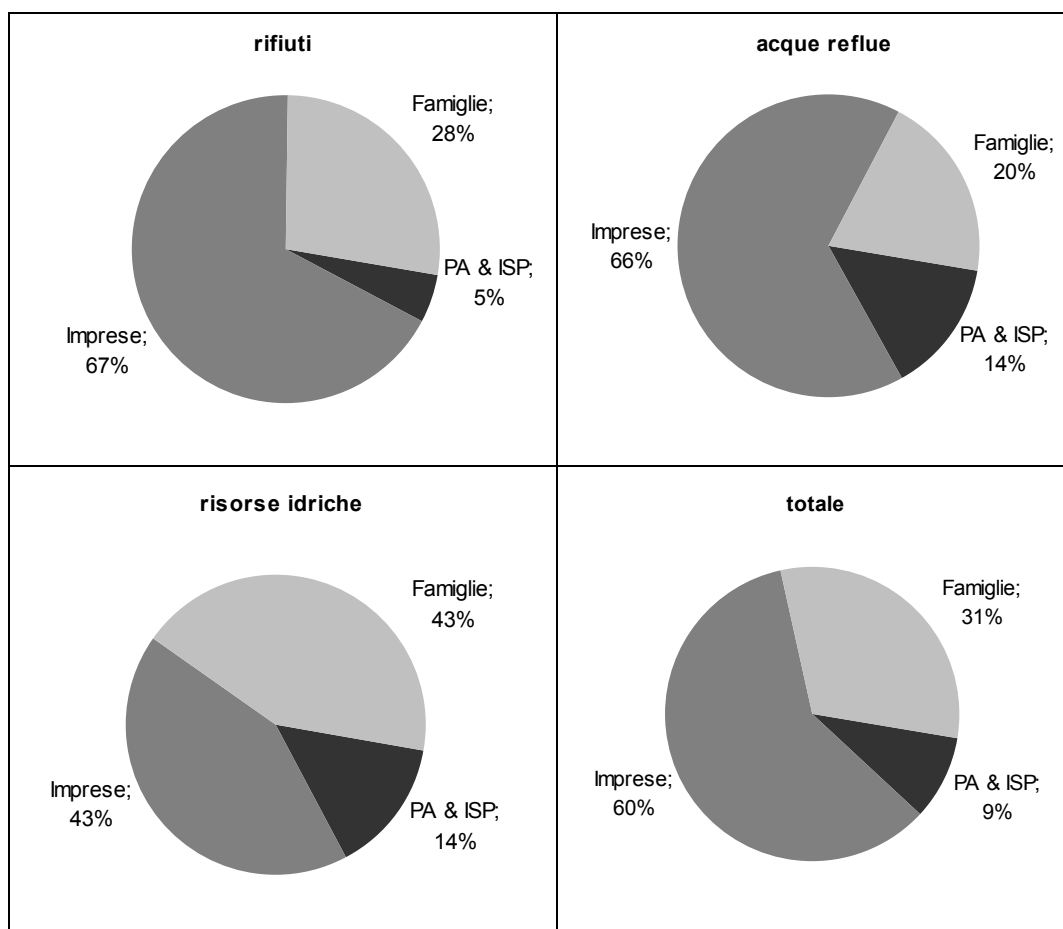 rifiuti
Famiglie;
28%
PA & ISP;
5%
Imprese;
67%
acque reflue
Famiglie;
20%
Imprese;
66%
PA & ISP;
14%
risorse idriche
Famiglie;
43%
Imprese;
43%
PA & ISP;
14%
totale
Famiglie;
31%
Imprese;
60%
PA & ISP;
9%